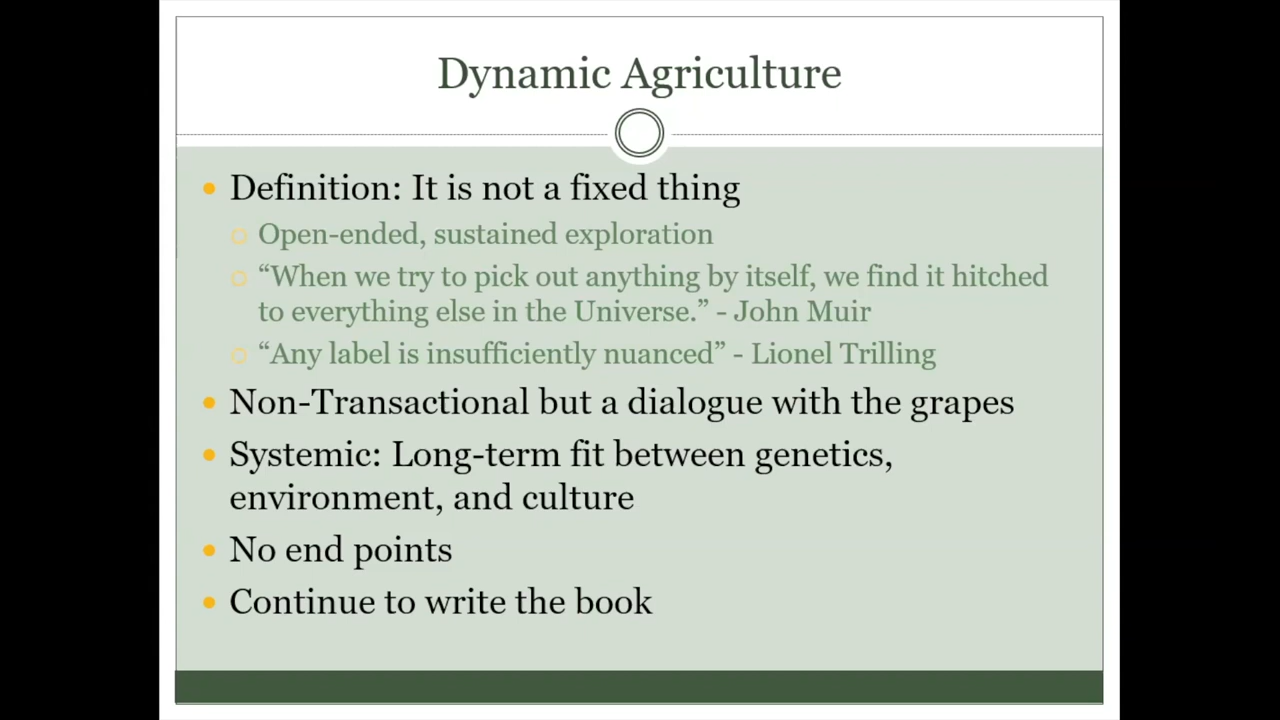 Dynamic Agriculture
Definition: It is not a fixed thing
Open-ended, sustained exploration
“When we try to pick out anything by itself, we find it hitched
to everything else in the Universe.” - John Muir
“Any label is insufficiently nuanced” - Lionel Trilling
Non-Transactional but a dialogue with the grapes
Systemic: Long-term fit between genetics,
environment, and culture
No end points
Continue to write the book